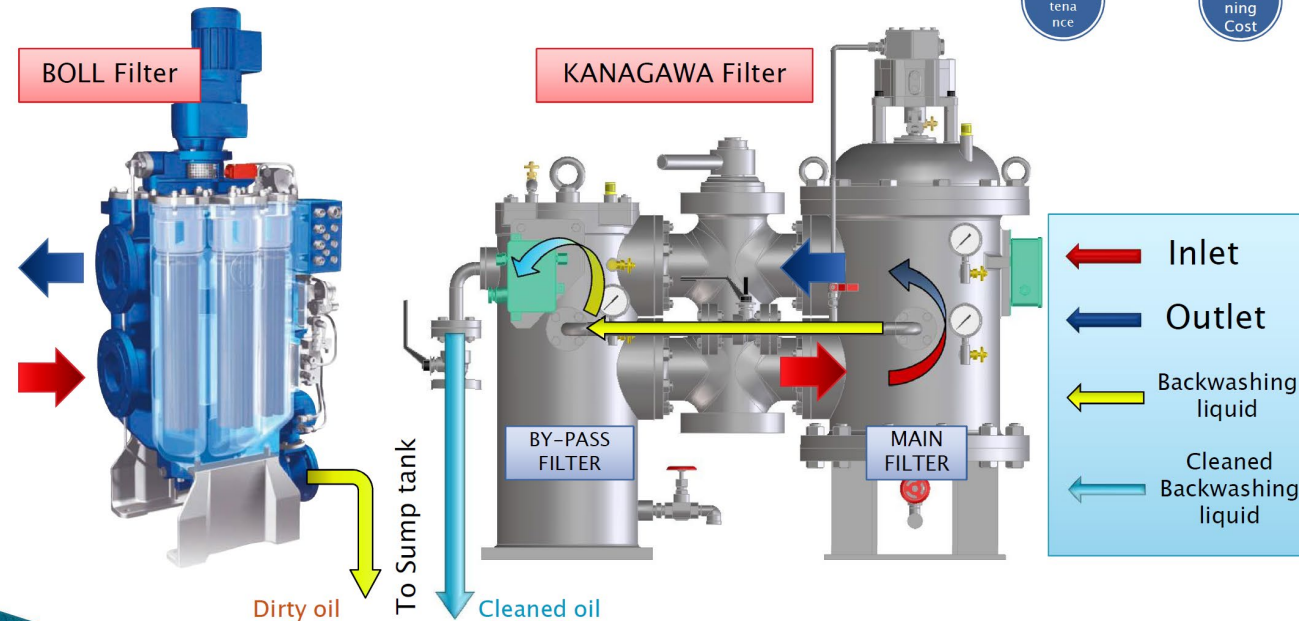 tena
nce
ning
Cost
BOLL Filter
KANAGAWA Filter
Inlet
Outlet
Backwashing
liquid
Cleaned
Backwashing
liquid
BY-PASS
FILTER
MAIN
FILTER
To Sump tank
Dirty oil
Cleaned oil